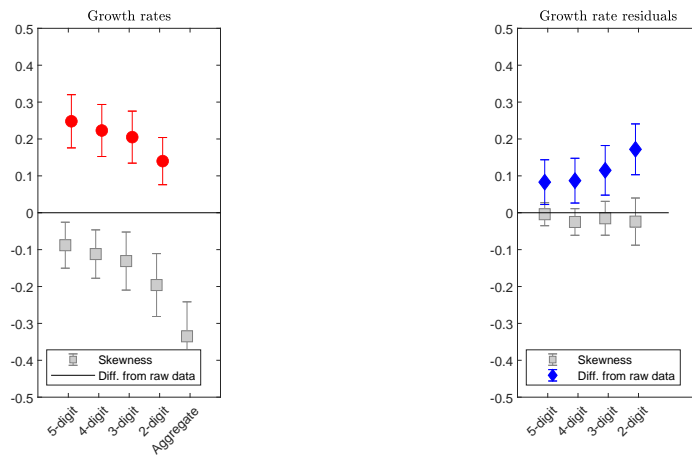 Growth rates
0.5
0.4
0.3
0.2
0.1
0
-0.1
-0.2
-0.3
-0.4
-0.5
Skewness
Diff. from raw data
5-digit
4-digit
3-digit
2-digit
Aggregate
Growth rate residuals
0.5
0.4
0.3
0.2
0.1
0
-0.1
-0.2
-0.3
-0.4
-0.5
Skewness
Diff. from raw data
5-digit
4-digit
3-digit
2-digit